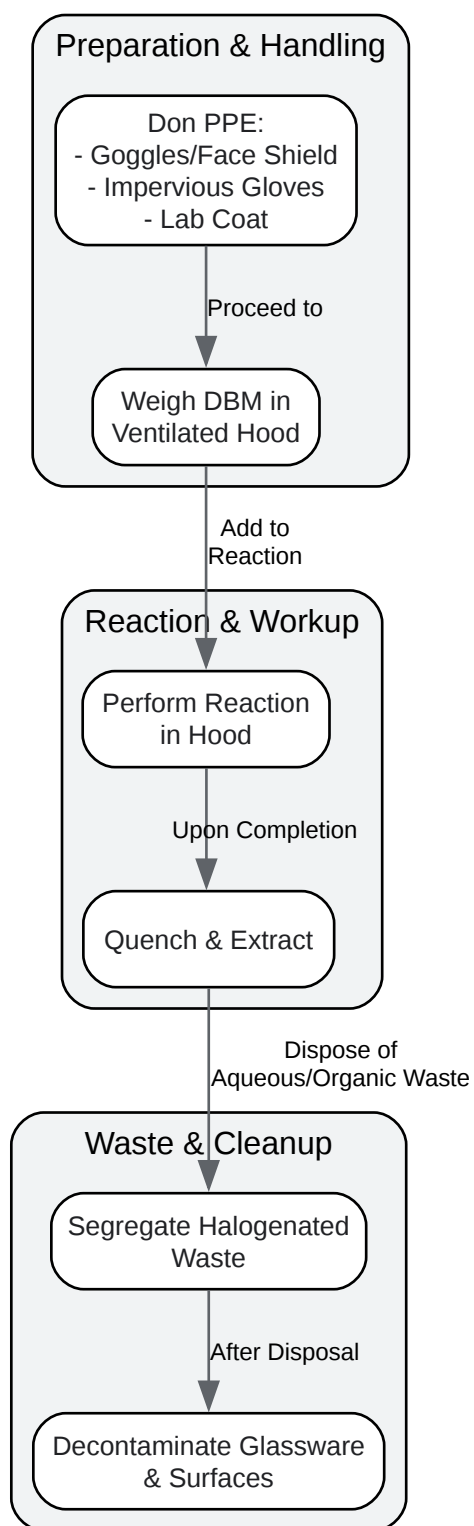 Preparation & Handling
Don PPE:
- Goggles/Face Shield
- Impervious Gloves
- Lab Coat
Proceed to
Weigh DBM in
Ventilated Hood
Add to
Reaction
Reaction & Workup
Perform Reaction
in Hood
Upon Completion
Quench & Extract
Dispose of
Aqueous/Organic Waste
Waste & Cleanup
Segregate Halogenated
Waste
After Disposal
Decontaminate Glassware
& Surfaces